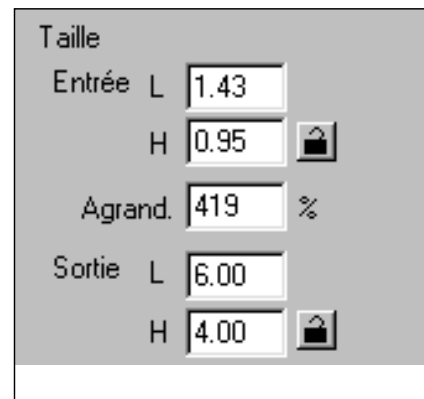 Taille
Entrée L 1.43
H 0.95
Agrand. 419 %
Sortie L 6.00
H 4.00